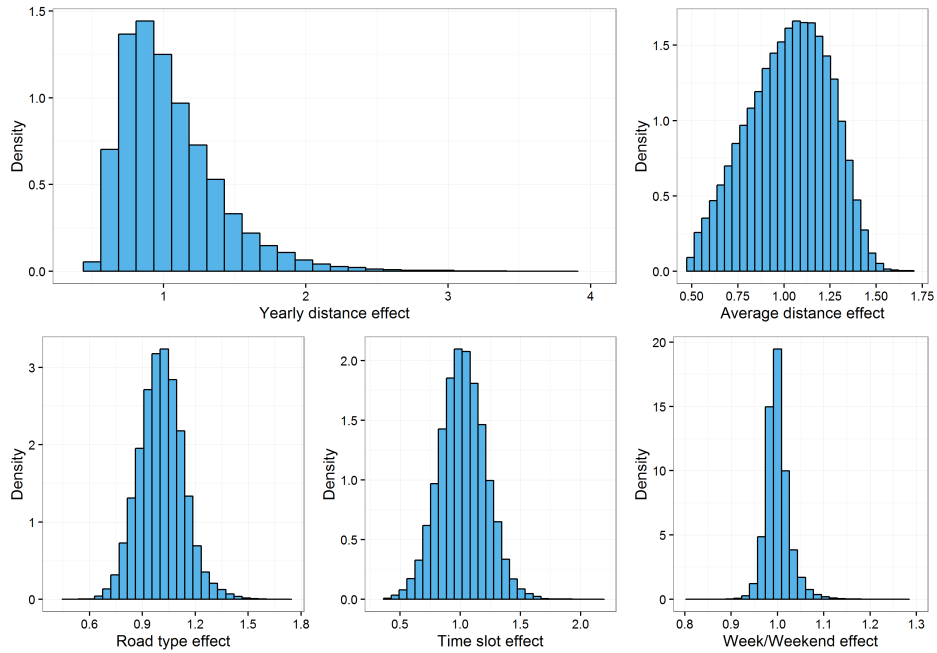 Density
1.5
1.0
0.5
0.0
1 2 3 4
Yearly distance effect
Density
1.5
1.0
0.5
0.0
0.50 0.75 1.00 1.25 1.50 1.75
Average distance effect
Density
3
2
1
0
0.6 0.9 1.2 1.5 1.8
Road type effect
Density
2.0
1.5
1.0
0.5
0.0
0.5 1.0 1.5 2.0
Time slot effect
Density
20
15
10
5
0
0.8 0.9 1.0 1.1 1.2 1.3
Week/Weekend effect